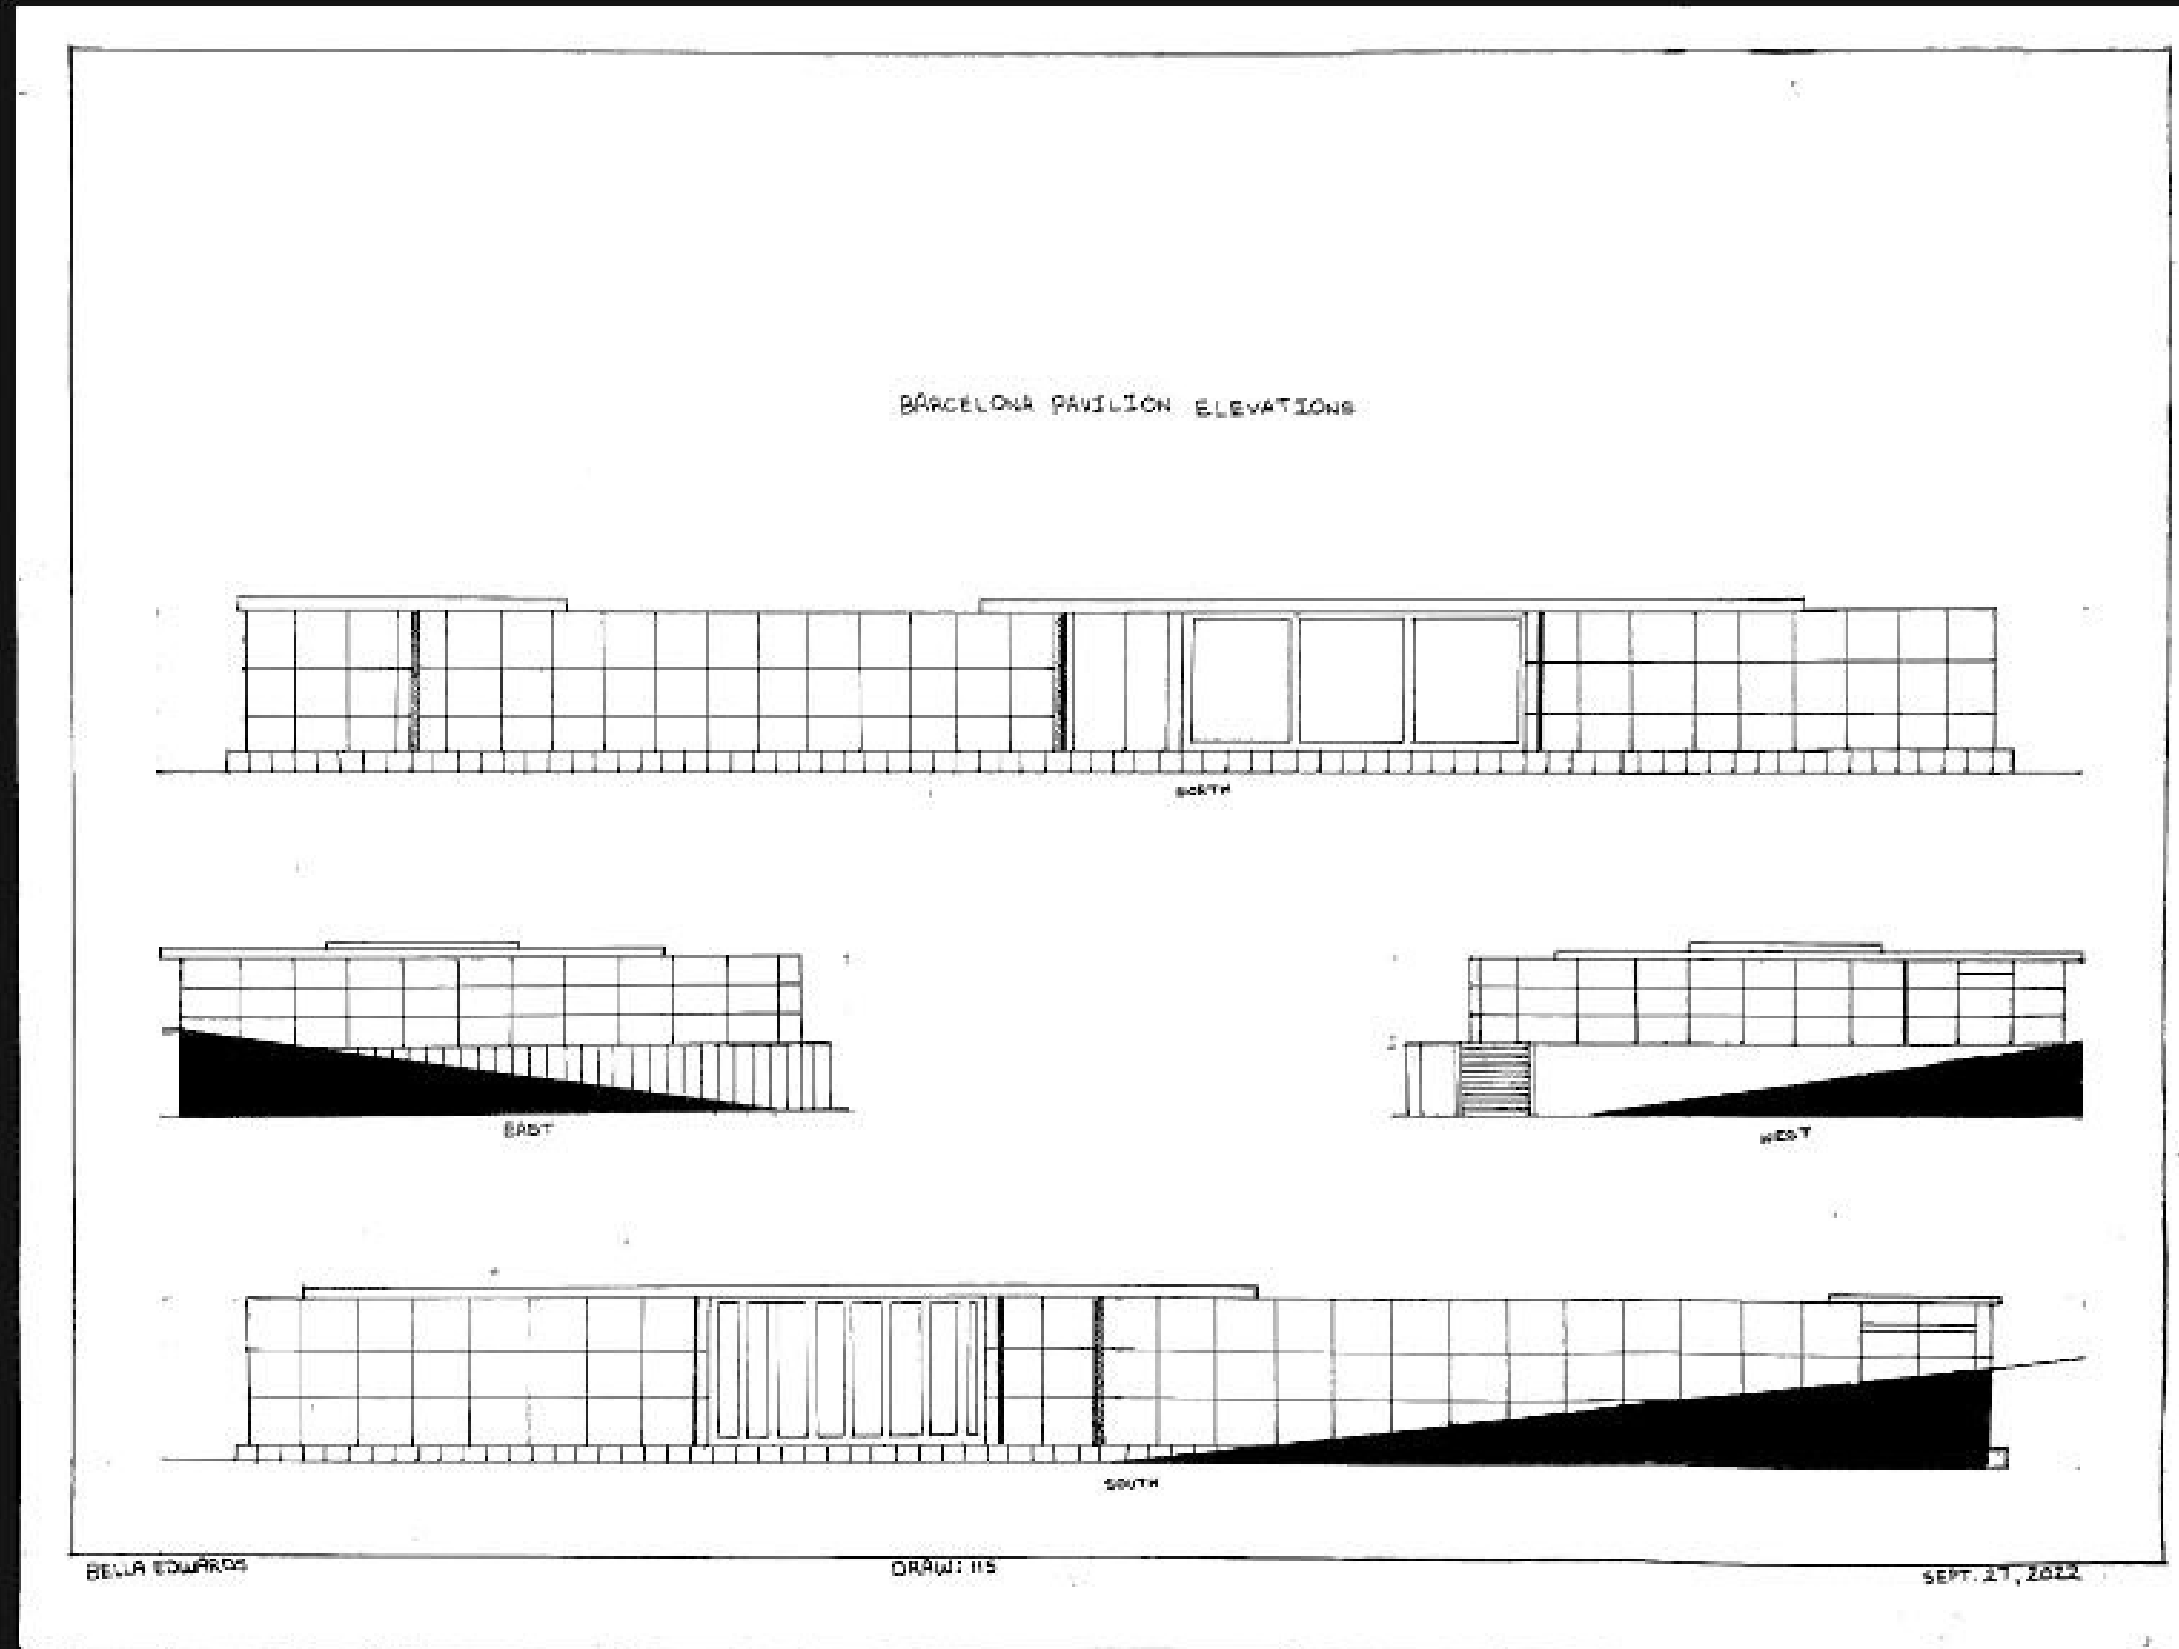 BARCELONA PAVILION ELEVATIONS
NORTH
EAST
WEST
SOUTH
BELLA EDWARDS
DRAW: 115
SEPT. 27, 2022